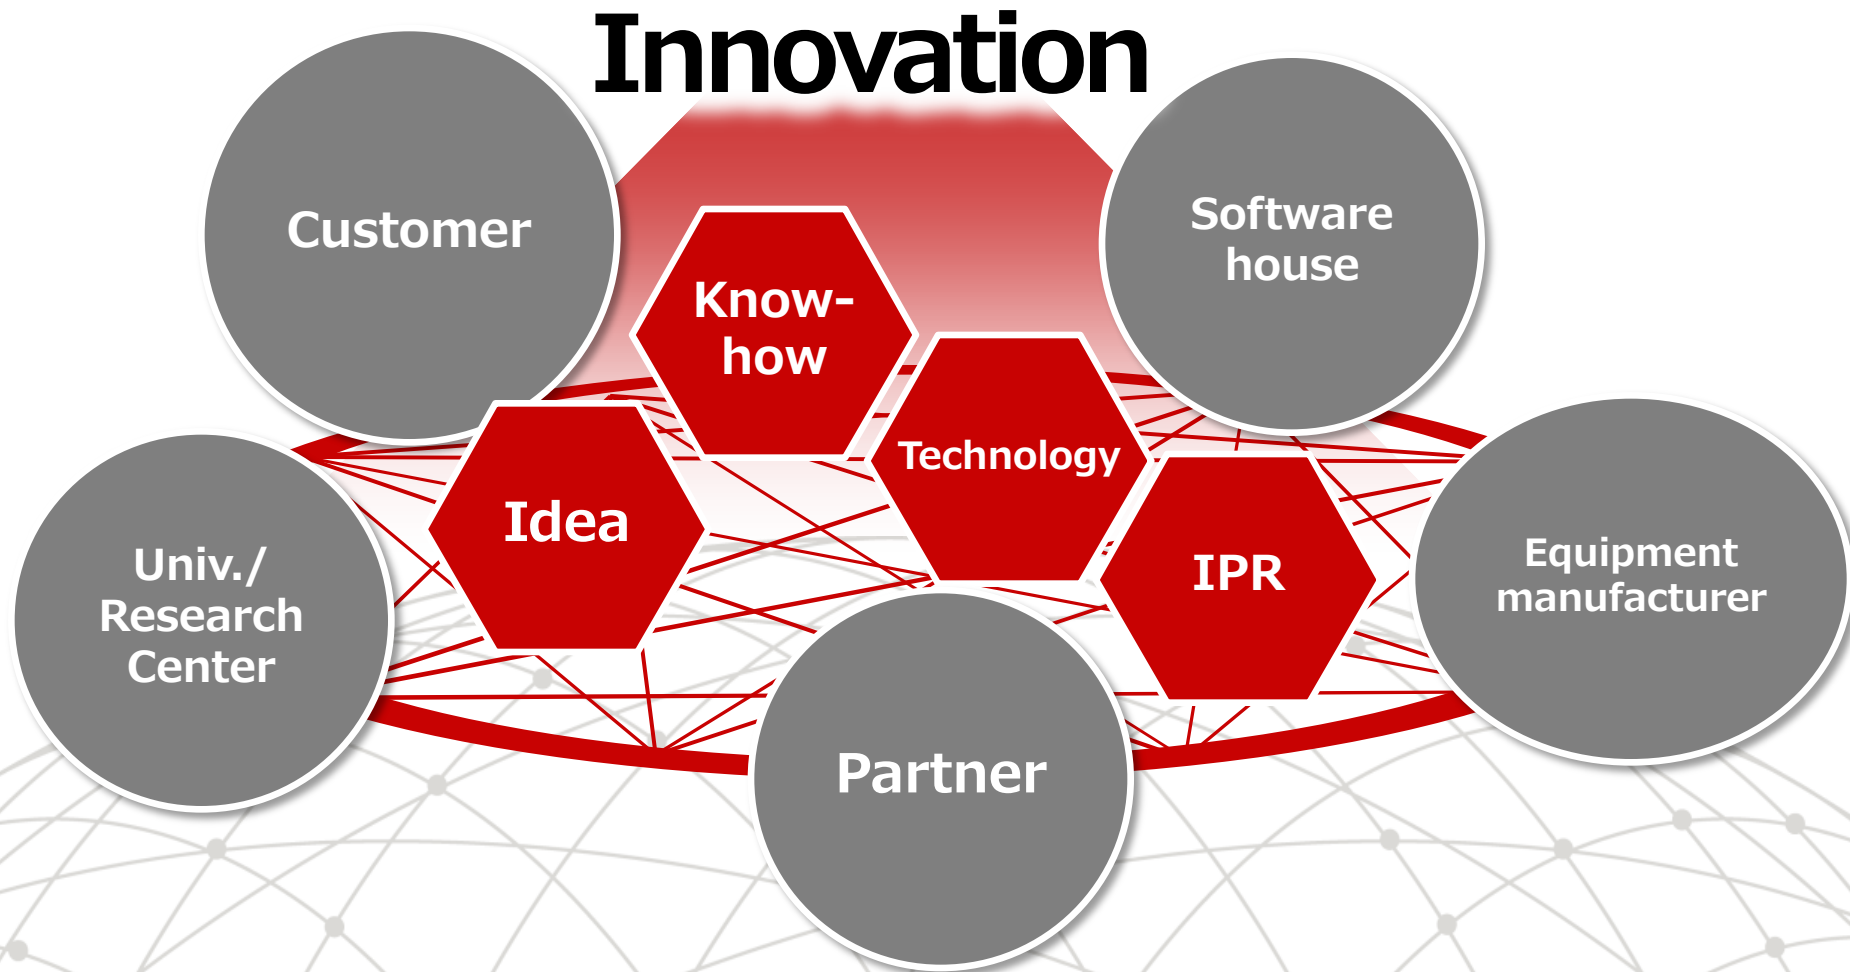 Innovation
Customer
Software
house
Know-
how
Technology
Idea
IPR
Univ./
Research
Center
Equipment
manufacturer
Partner